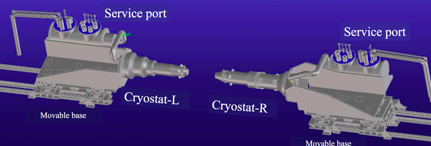 Service port
Service port
Cryostat-L
Cryostat-R
Movable base
Movable base